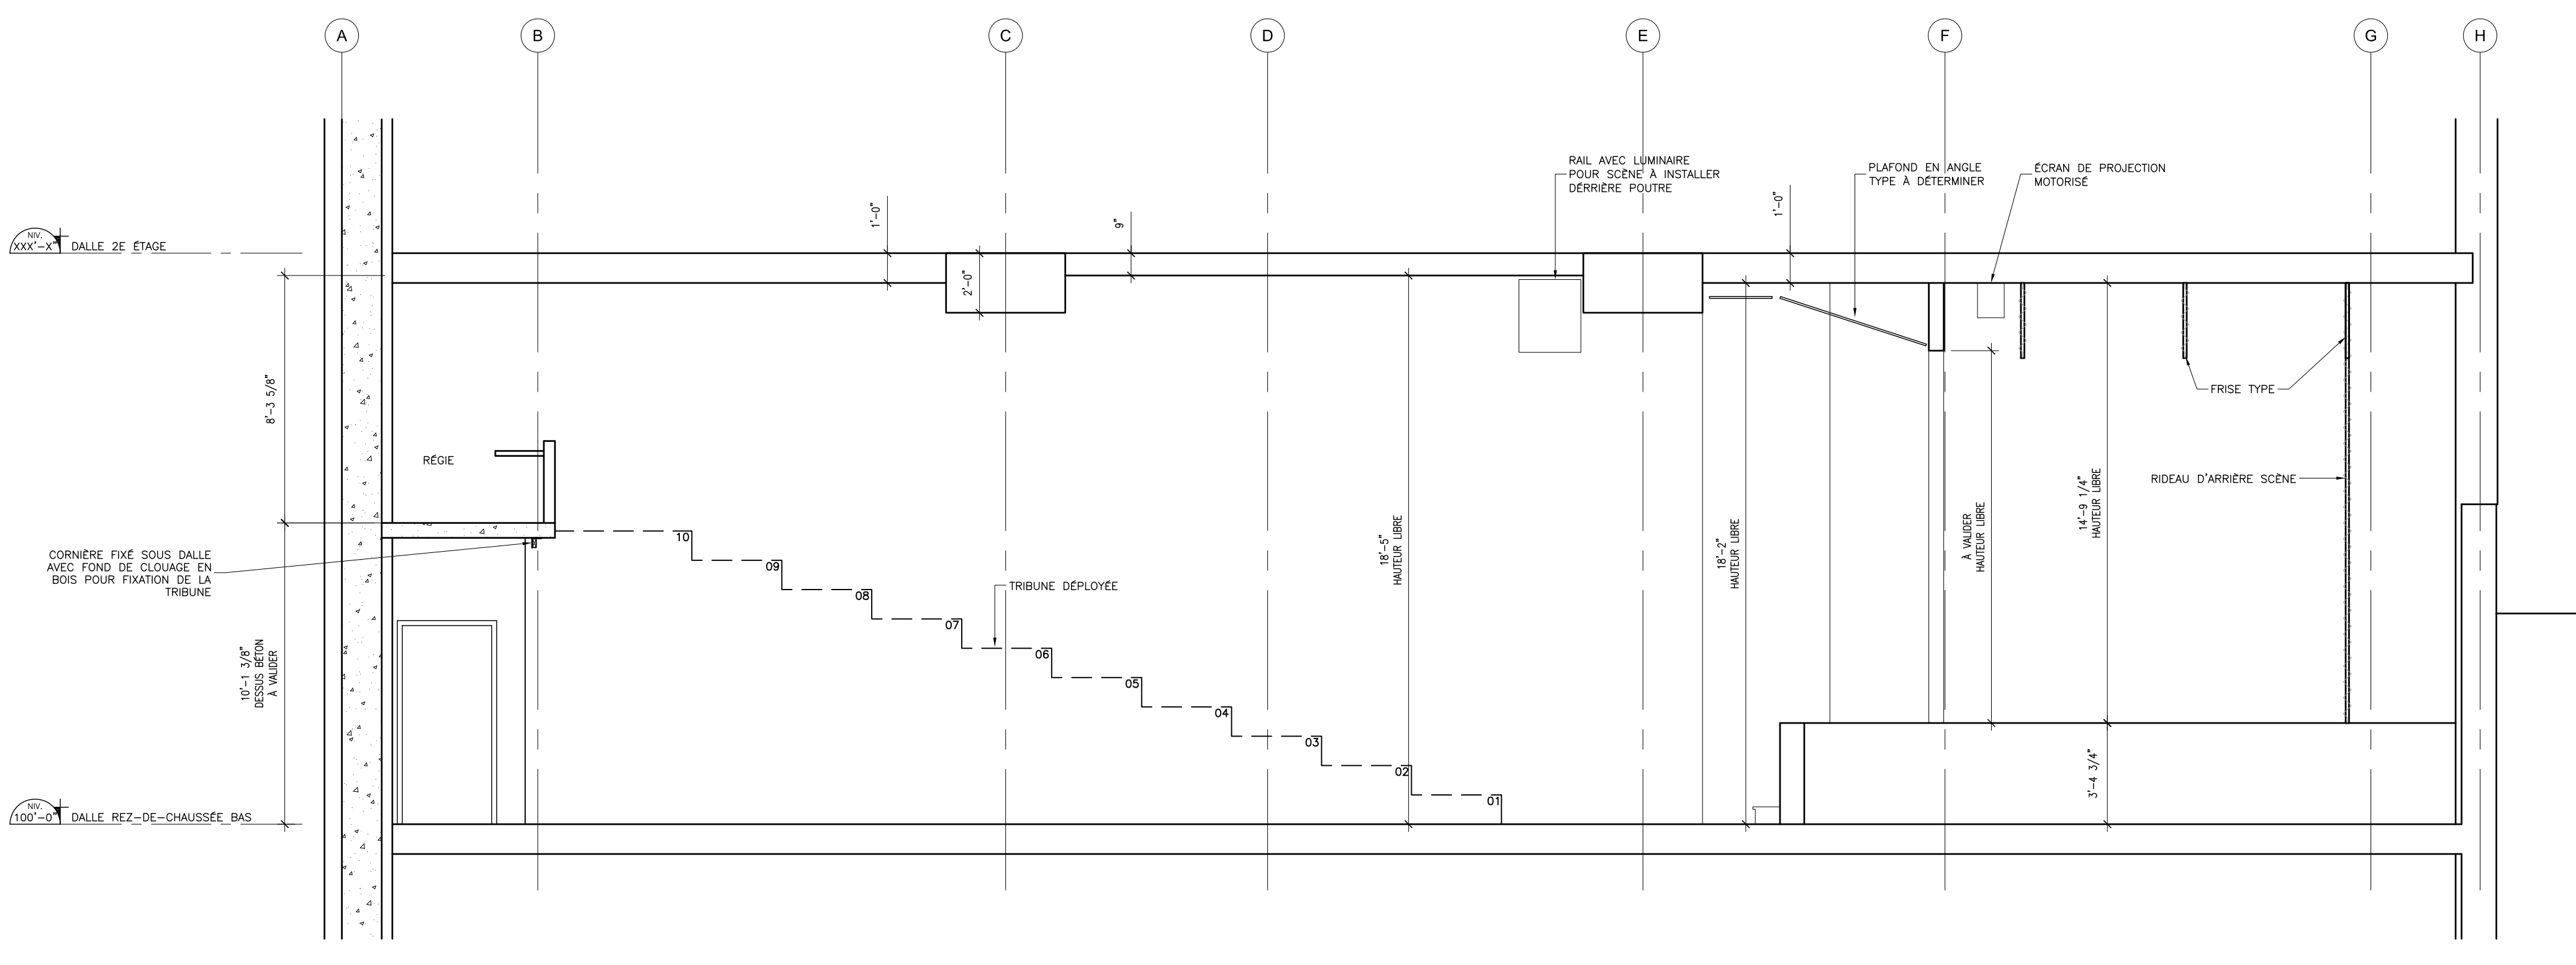 A
B
C
D
E
F
G
H
RAIL AVEC LUMINAIRE
POUR SCÈNE À INSTALLER
DÉRRIÈRE POUTRE
PLAFOND EN ANGLE
TYPE À DÉTERMINER
ÉCRAN DE PROJECTION
MOTORISÉ
1'-0"
9"
1'-0"
NIV.
XXX'-X"
DALLE 2E ÉTAGE
2'-0"
8'-3 5/8"
RÉGIE
FRISE TYPE
RIDEAU D'ARRIÈRE SCÈNE
18'-5"
HAUTEUR LIBRE
18'-2"
HAUTEUR LIBRE
À VALIDER
HAUTEUR LIBRE
14'-9 1/4"
HAUTEUR LIBRE
CORNIÈRE FIXÉ SOUS DALLE
AVEC FOND DE CLOUAGE EN
BOIS POUR FIXATION DE LA
TRIBUNE
10
09
08
07
06
05
04
03
02
01
TRIBUNE DÉPLOYÉE
10'-1 3/8"
DESSUS BÉTON
À VALIDER
3'-4 3/4"
NIV.
100'-0"
DALLE REZ-DE-CHAUSSÉE BAS